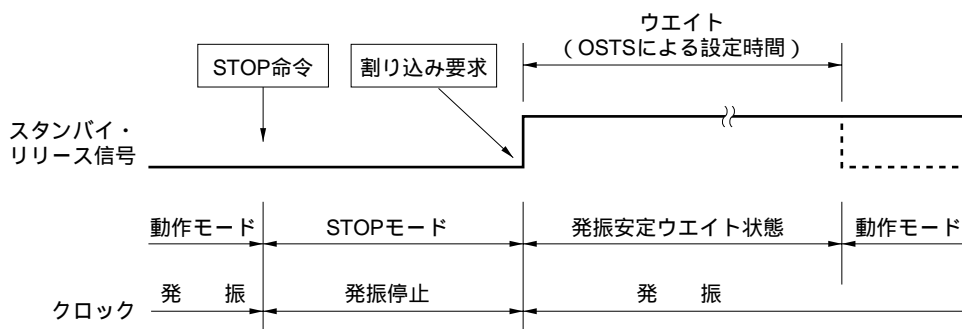 ウエイト
（OSTSによる設定時間）
STOP命令
割り込み要求
スタンバイ・
リリース信号
動作モード
STOPモード
発振安定ウエイト状態
動作モード
クロック
発　振
発振停止
発　振